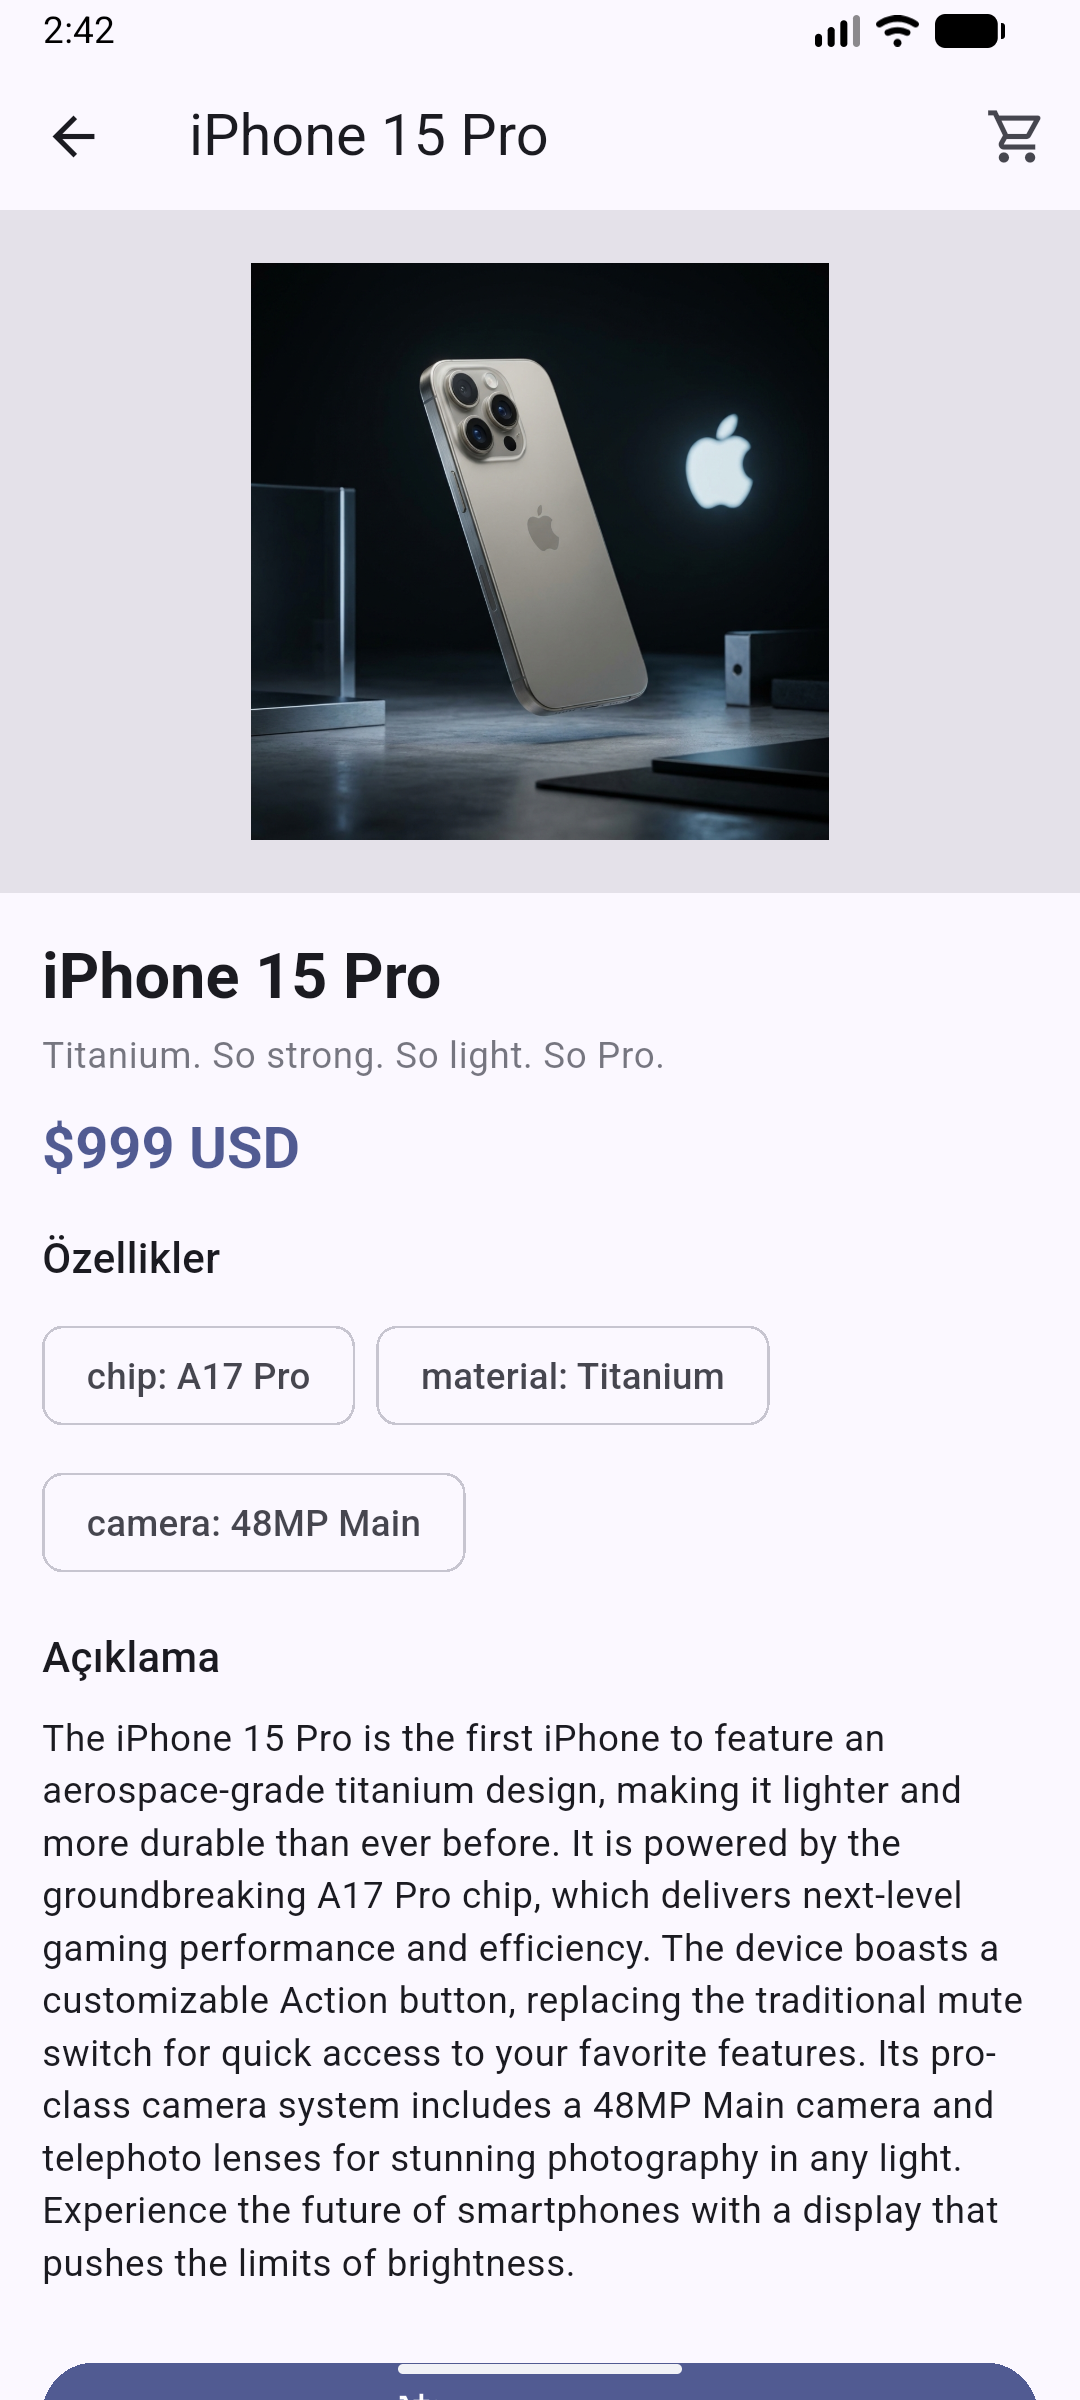 2:42
iPhone 15 Pro
iPhone 15 Pro
Titanium. So strong. So light. So Pro.
$999 USD
Özellikler
chip: A17 Pro
material: Titanium
camera: 48MP Main
Açıklama
The iPhone 15 Pro is the first iPhone to feature an
aerospace-grade titanium design, making it lighter and
more durable than ever before. It is powered by the
groundbreaking A17 Pro chip, which delivers next-level
gaming performance and efficiency. The device boasts a
customizable Action button, replacing the traditional mute
switch for quick access to your favorite features. Its pro-
class camera system includes a 48MP Main camera and
telephoto lenses for stunning photography in any light.
Experience the future of smartphones with a display that
pushes the limits of brightness.